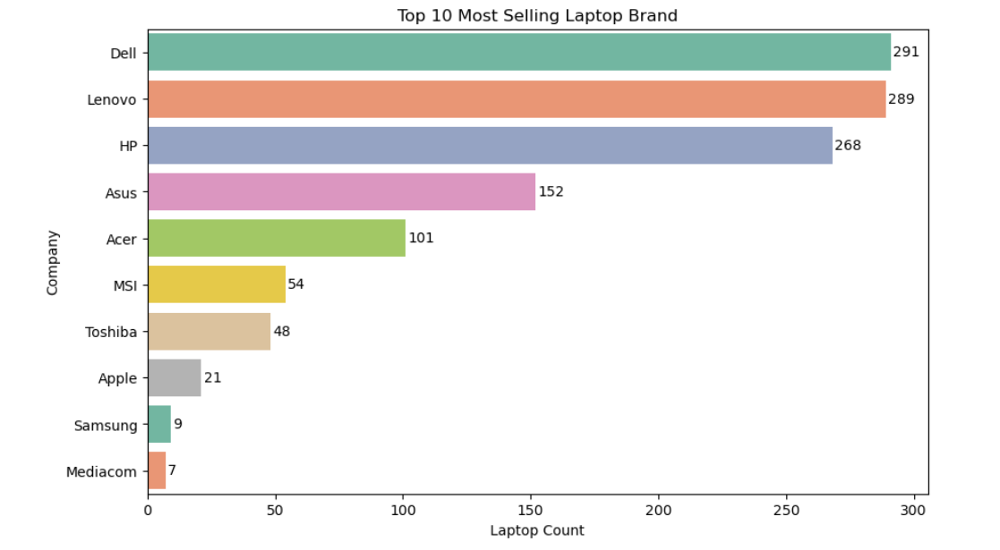 Top 10 Most Selling Laptop Brand
Company
Dell 291
Lenovo 289
HP 268
Asus 152
Acer 101
MSI 54
Toshiba 48
Apple 21
Samsung 9
Mediacom 7
0 50 100 150 200 250 300
Laptop Count